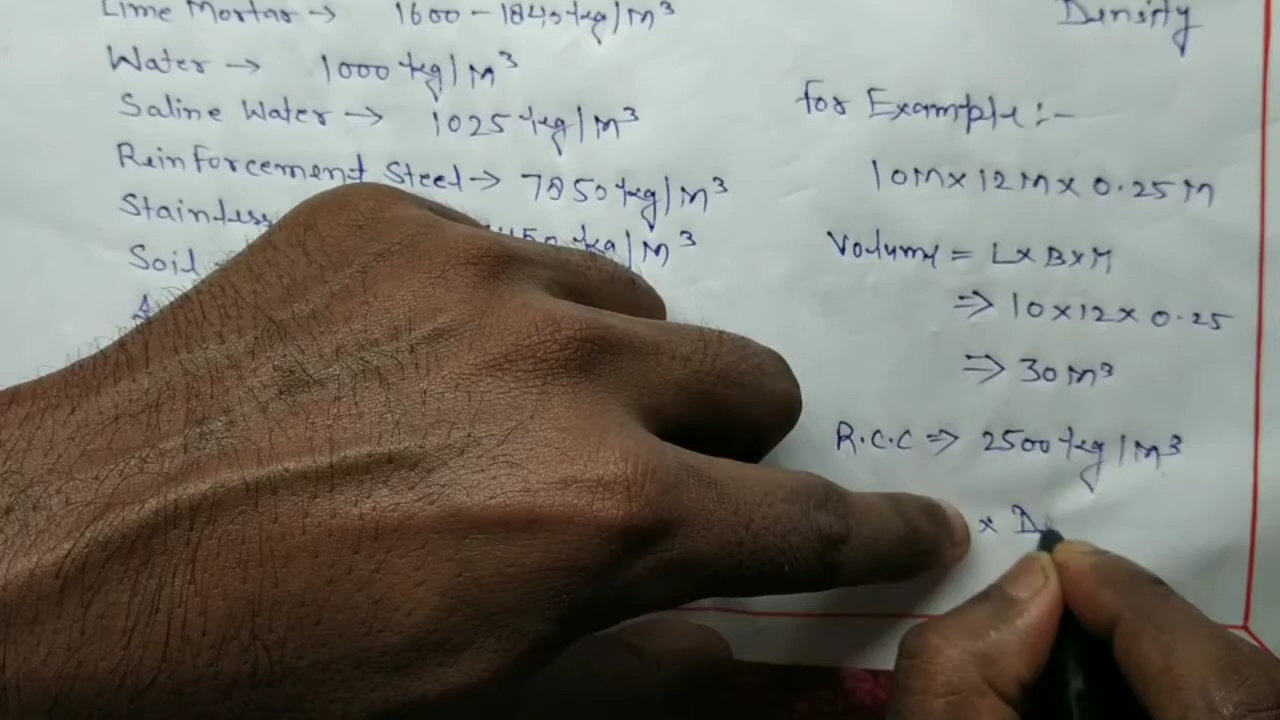 Lime Mortar → 1600-1840 kg/m³
Water → 1000 kg/m³
Saline Water → 1025 kg/m³
Reinforcement Steel → 7850 kg/m³
Stainless kg/m³
Soil
Density
For Example:-
10m x 12m x 0.25m
Volume = L x B x H
⇒ 10 x 12 x 0.25
⇒ 30 m³
R.C.C ⇒ 2500 kg/m³
x D